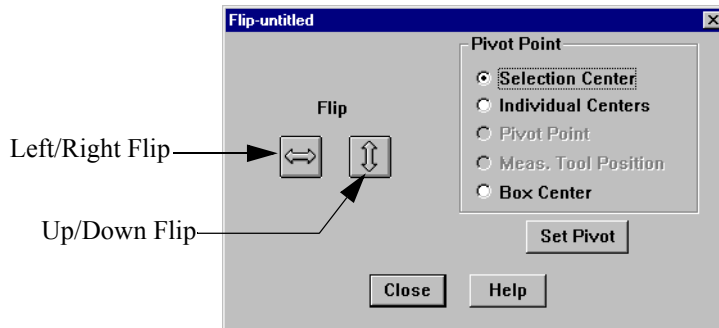 Flip-untitled
Pivot Point
Selection Center
Individual Centers
Pivot Point
Meas. Tool Position
Box Center
Flip
Left/Right Flip
Up/Down Flip
Set Pivot
Close
Help